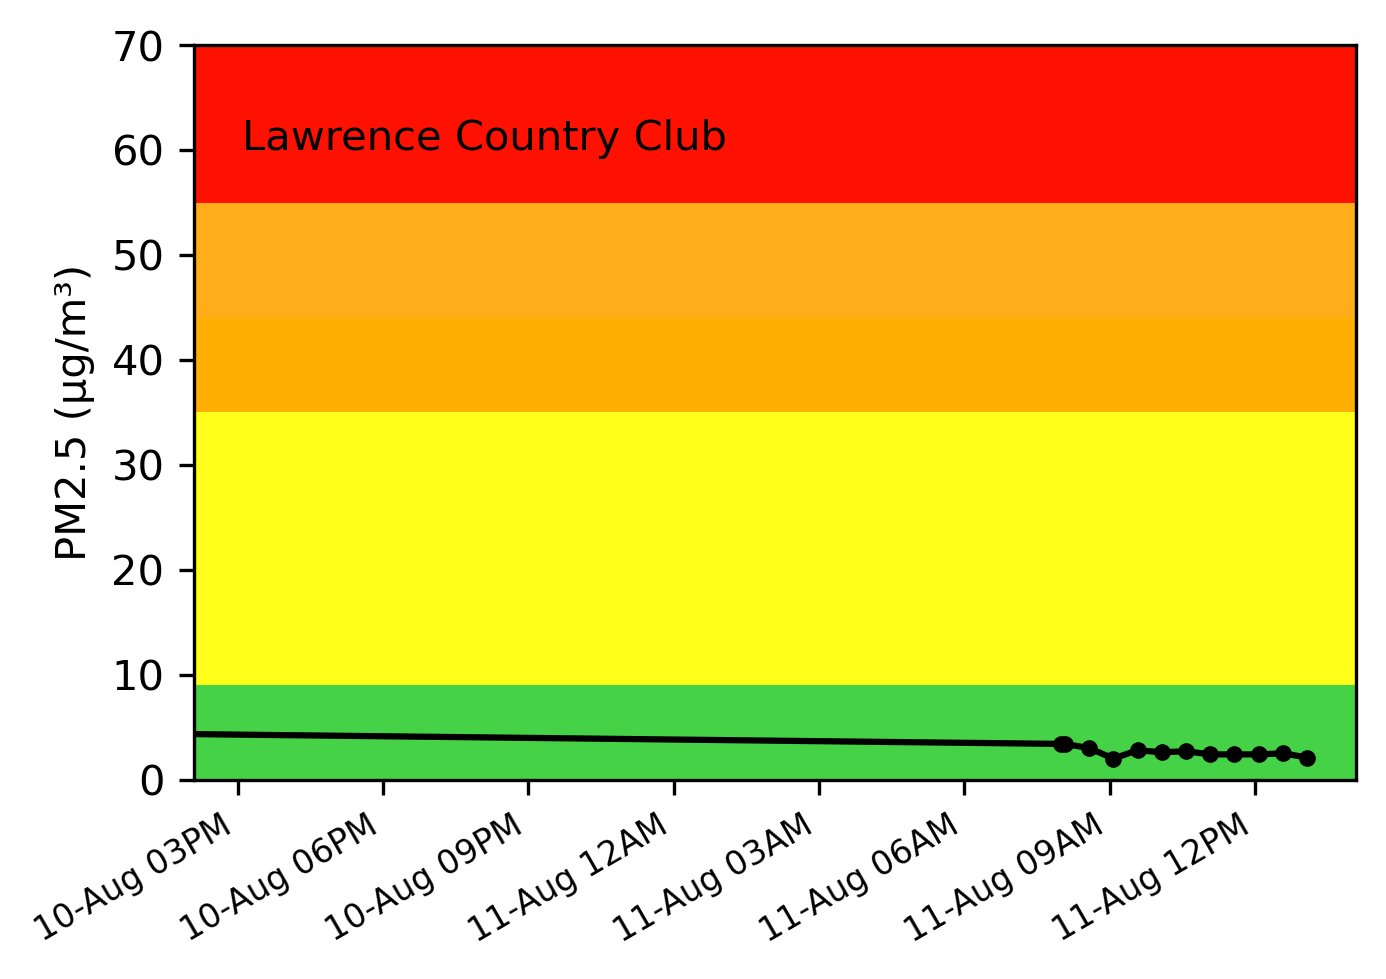 70
60
50
40
30
20
10
0
PM2.5 (μg/m³)
Lawrence Country Club
10-Aug 03PM
10-Aug 06PM
10-Aug 09PM
11-Aug 12AM
11-Aug 03AM
11-Aug 06AM
11-Aug 09AM
11-Aug 12PM